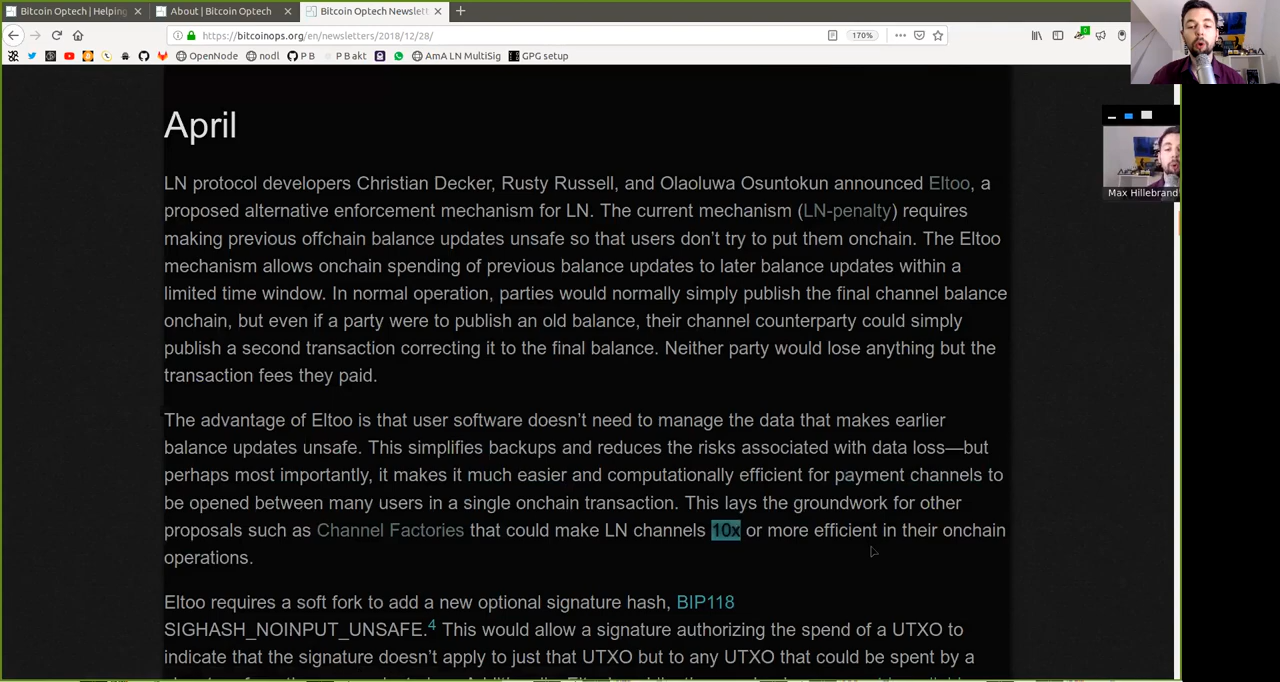 Bitcoin Optech | Helping
About | Bitcoin Optech
Bitcoin Optech Newslett
https://bitcoinops.org/en/newsletters/2018/12/28/
170%
OpenNode
nodl
P B
P B akt
AmA LN MultiSig
GPG setup
Max Hillebrand
April
LN protocol developers Christian Decker, Rusty Russell, and Olaoluwa Osuntokun announced Eltoo, a
proposed alternative enforcement mechanism for LN. The current mechanism (LN-penalty) requires
making previous offchain balance updates unsafe so that users don’t try to put them onchain. The Eltoo
mechanism allows onchain spending of previous balance updates to later balance updates within a
limited time window. In normal operation, parties would normally simply publish the final channel balance
onchain, but even if a party were to publish an old balance, their channel counterparty could simply
publish a second transaction correcting it to the final balance. Neither party would lose anything but the
transaction fees they paid.
The advantage of Eltoo is that user software doesn’t need to manage the data that makes earlier
balance updates unsafe. This simplifies backups and reduces the risks associated with data loss—but
perhaps most importantly, it makes it much easier and computationally efficient for payment channels to
be opened between many users in a single onchain transaction. This lays the groundwork for other
proposals such as Channel Factories that could make LN channels 10x or more efficient in their onchain
operations.
Eltoo requires a soft fork to add a new optional signature hash, BIP118
SIGHASH_NOINPUT_UNSAFE.4 This would allow a signature authorizing the spend of a UTXO to
indicate that the signature doesn’t apply to just that UTXO but to any UTXO that could be spent by a